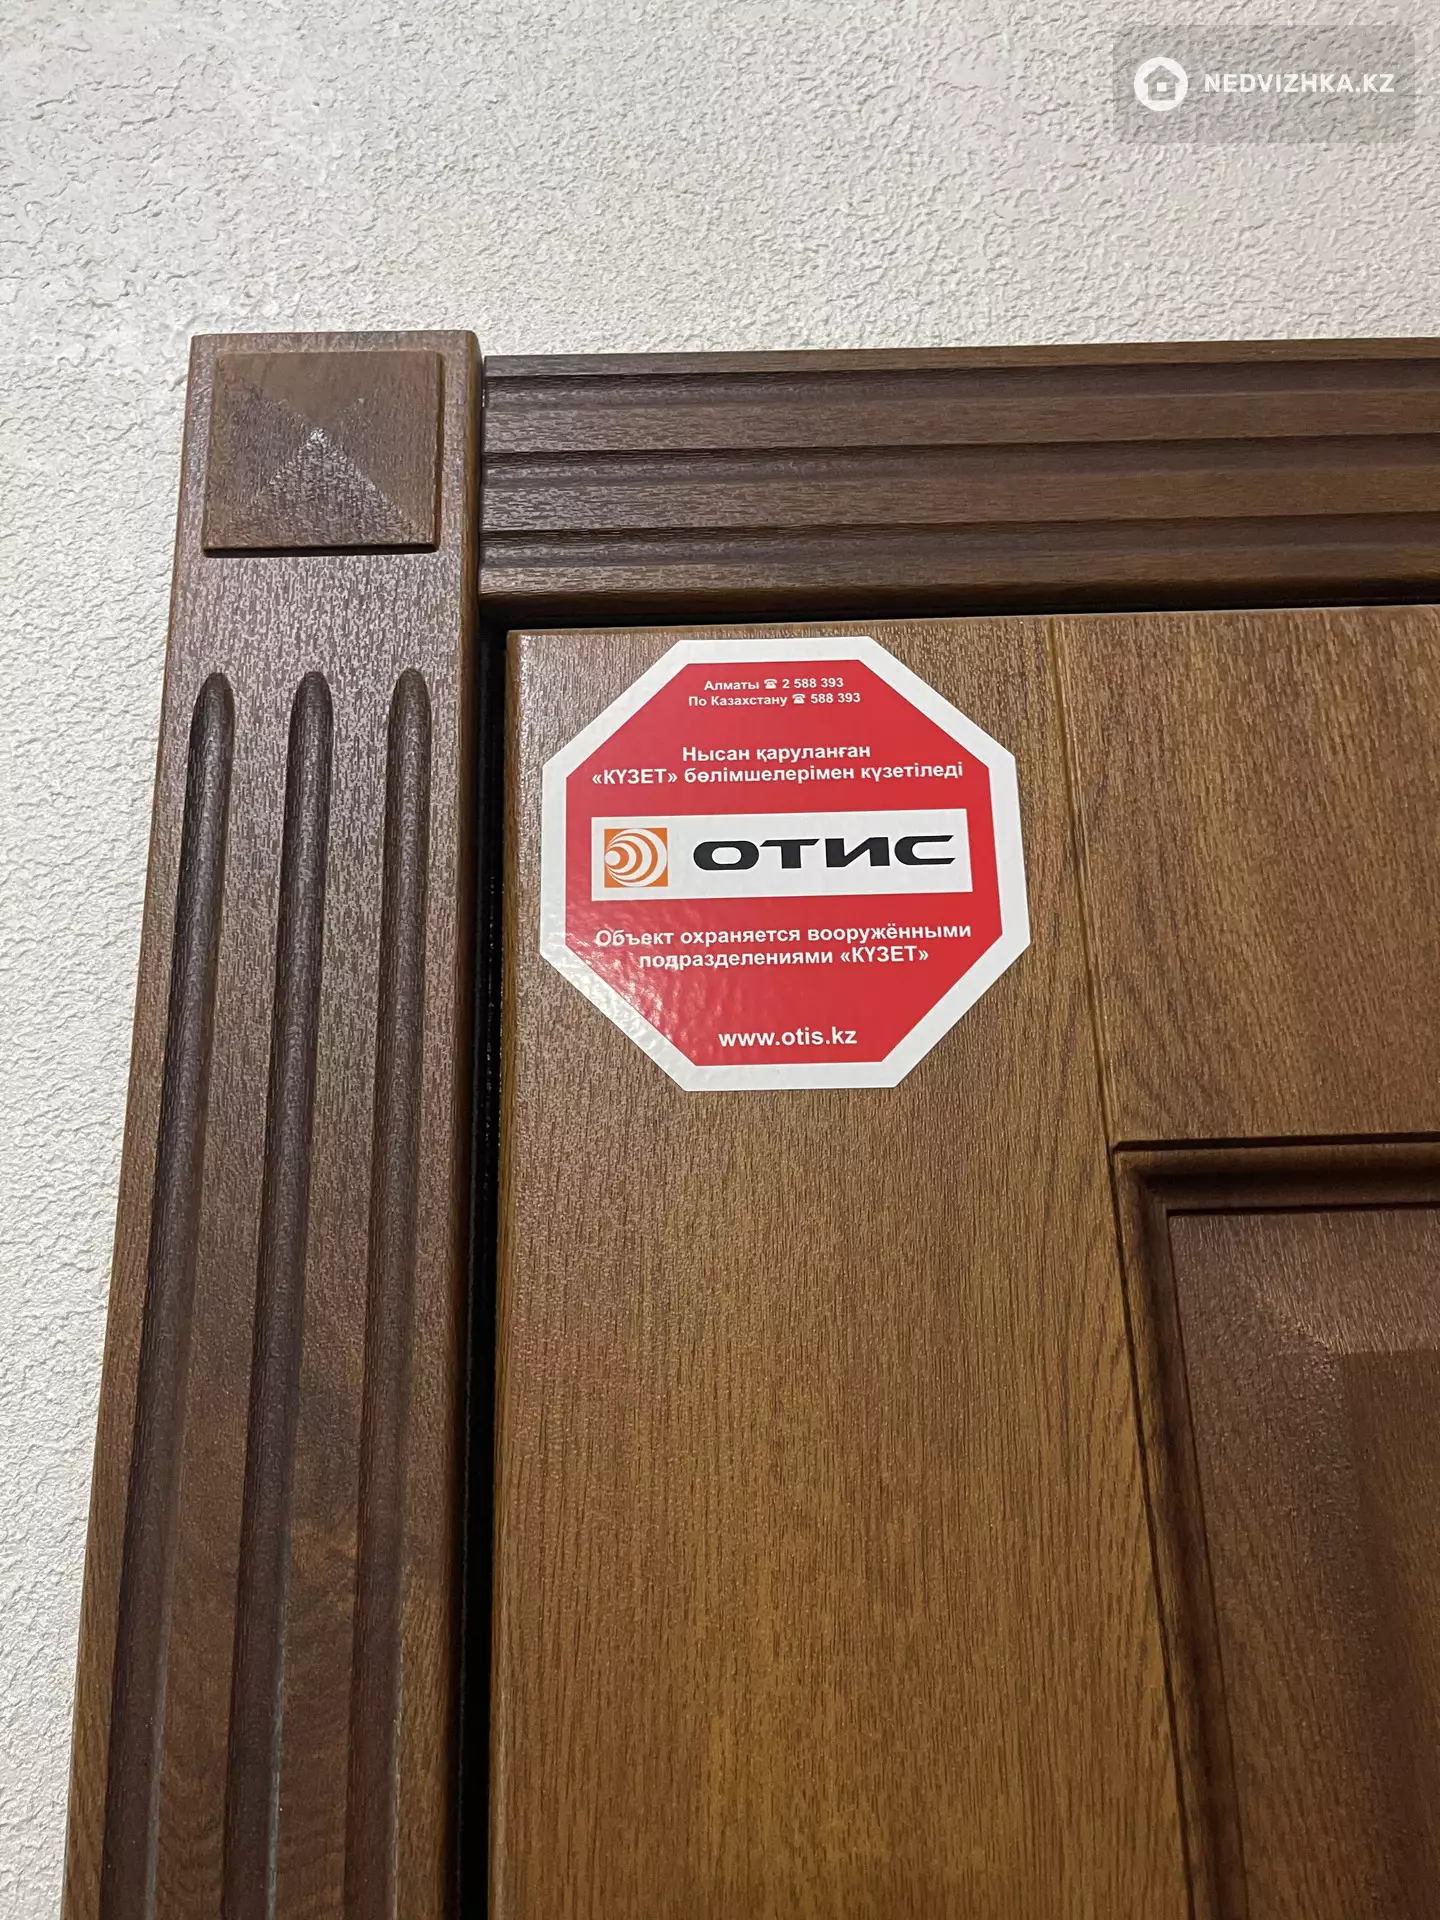 NEDVIZHKA.KZ
Алматы ☎ 2 588 393
По Казахстану ☎ 588 393
Нысан қаруланған
«КҮЗЕТ» бөлімшелерімен күзетіледі
ОТИС
Объект охраняется вооружёнными
подразделениями «КҮЗЕТ»
www.otis.kz